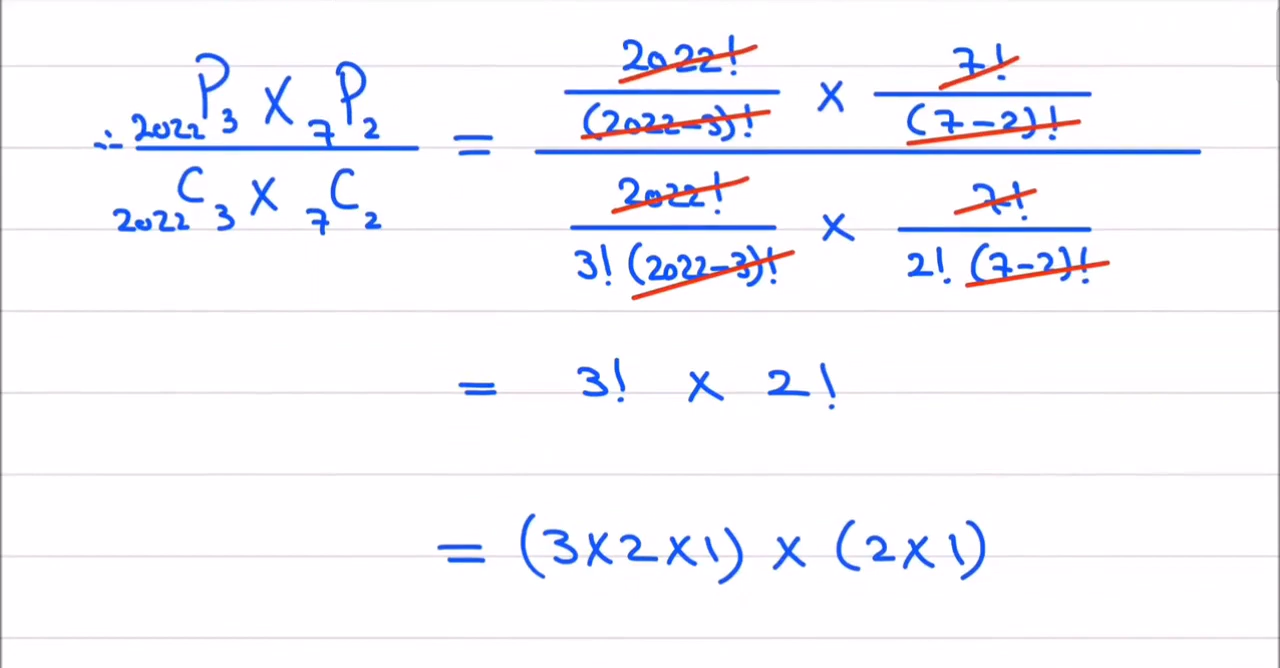 ∴ ₂₀₂₂P₃ X ₇P₂ / ₂₀₂₂C₃ X ₇C₂ = (2022! / (2022-3)! X 7! / (7-2)!) / (2022! / 3! (2022-3)! X 7! / 2! (7-2)!)
= 3! X 2!
= (3X2X1) X (2X1)